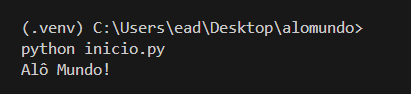 (.venv) C:\Users\ead\Desktop\alomundo>
python inicio.py
Alô Mundo!